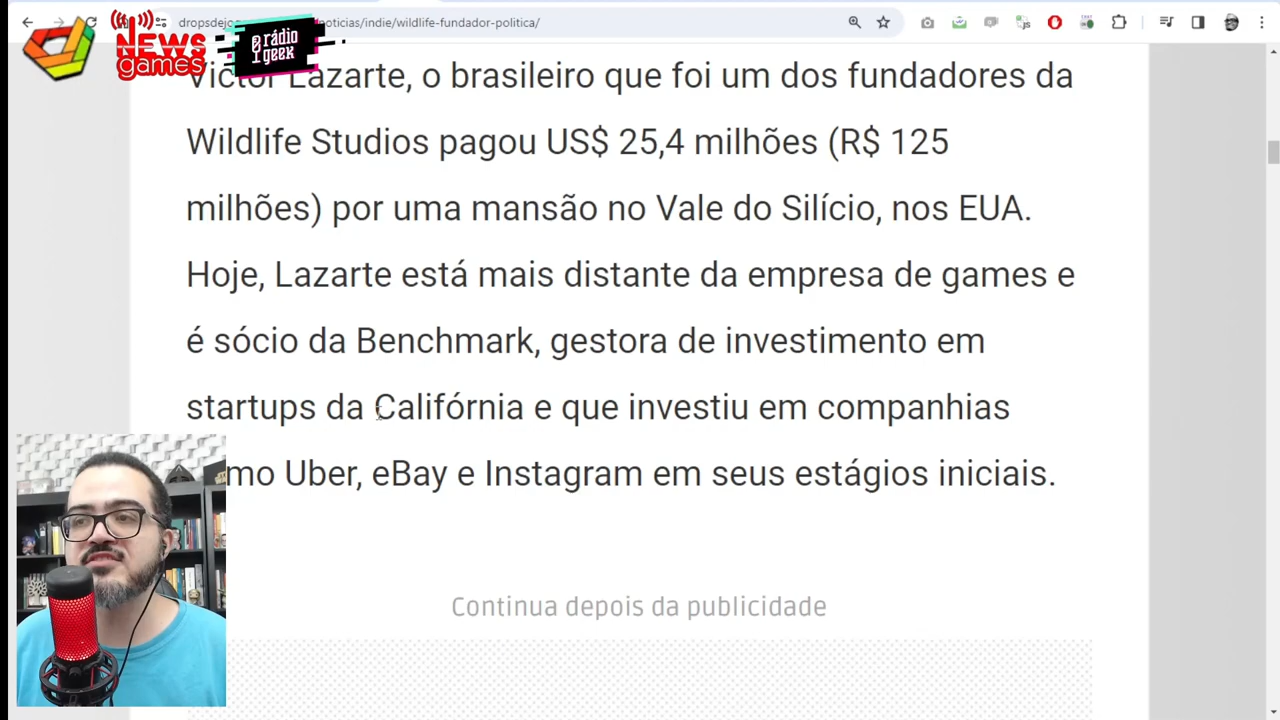 dropsdejo
noticias/indie/wildlife-fundador-politica/
NEWS
games
rádio
geek
Victor Lazarte, o brasileiro que foi um dos fundadores da
Wildlife Studios pagou US$ 25,4 milhões (R$ 125
milhões) por uma mansão no Vale do Silício, nos EUA.
Hoje, Lazarte está mais distante da empresa de games e
é sócio da Benchmark, gestora de investimento em
startups da Califórnia e que investiu em companhias
mo Uber, eBay e Instagram em seus estágios iniciais.
Continua depois da publicidade